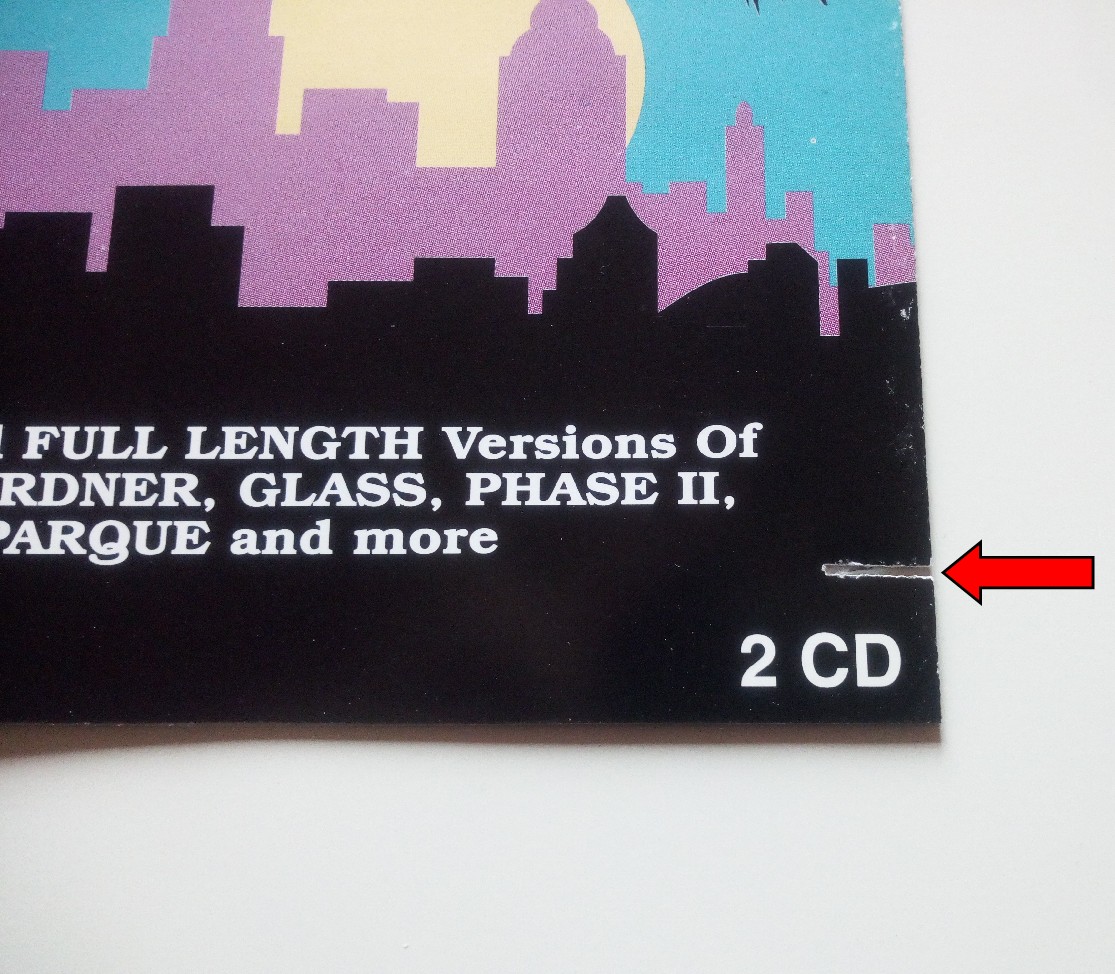 FULL LENGTH Versions Of
RDNER, GLASS, PHASE II,
PARQUE and more
2 CD